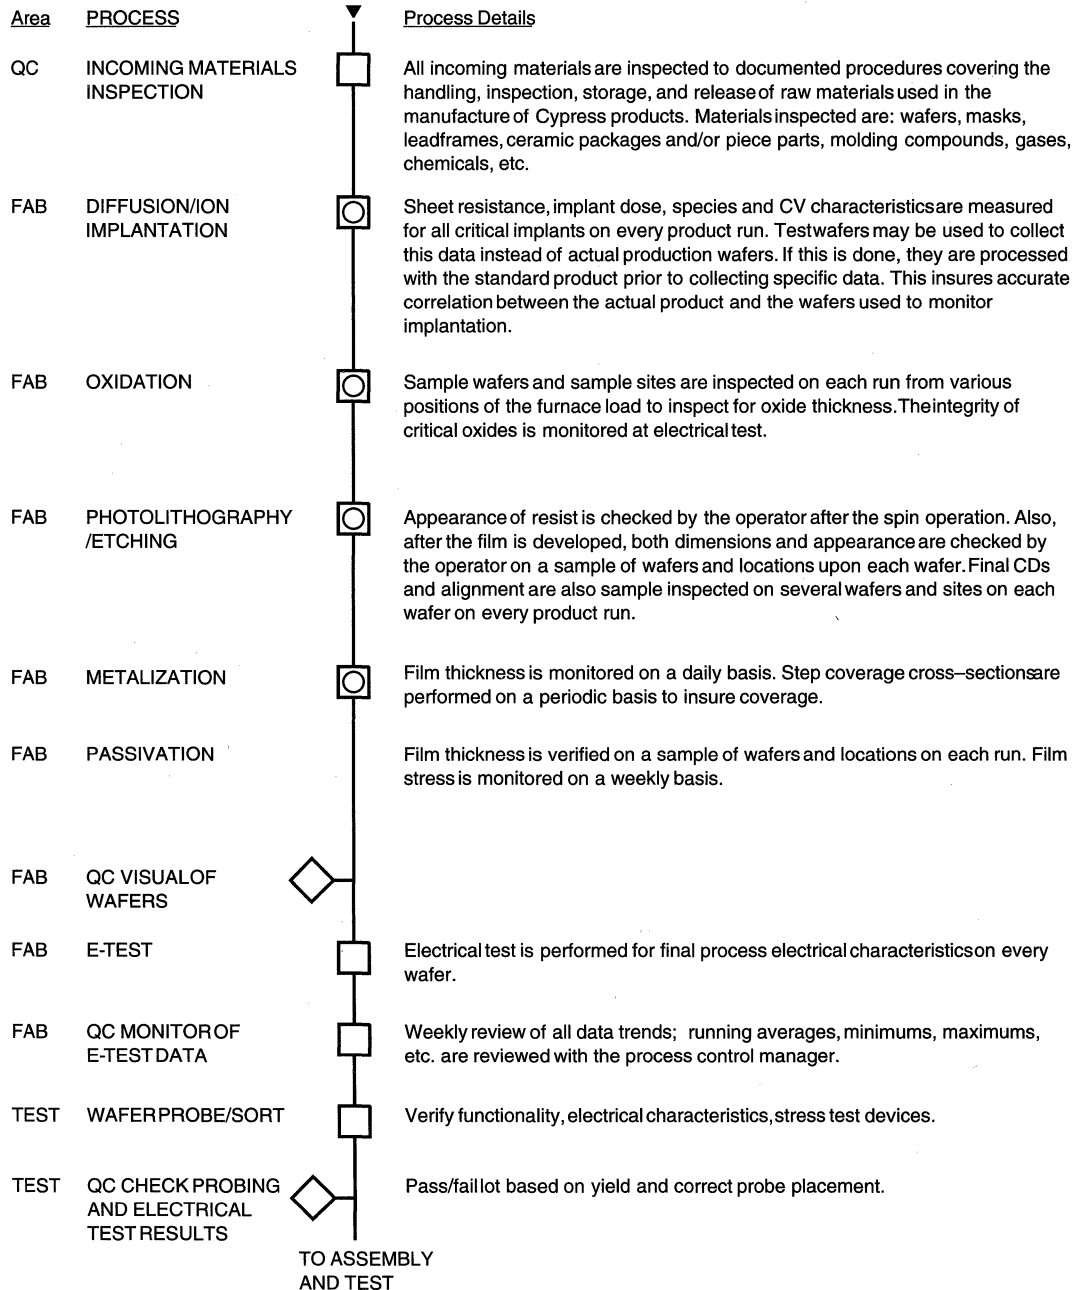 Area PROCESS Process Details
QC INCOMING MATERIALS INSPECTION
All incoming materials are inspected to documented procedures covering the
handling, inspection, storage, and release of raw materials used in the
manufacture of Cypress products. Materials inspected are: wafers, masks,
leadframes, ceramic packages and/or piece parts, molding compounds, gases,
chemicals, etc.
FAB DIFFUSION/ION IMPLANTATION
Sheet resistance, implant dose, species and CV characteristics are measured
for all critical implants on every product run. Test wafers may be used to collect
this data instead of actual production wafers. If this is done, they are processed
with the standard product prior to collecting specific data. This insures accurate
correlation between the actual product and the wafers used to monitor
implantation.
FAB OXIDATION
Sample wafers and sample sites are inspected on each run from various
positions of the furnace load to inspect for oxide thickness. The integrity of
critical oxides is monitored at electrical test.
FAB PHOTOLITHOGRAPHY /ETCHING
Appearance of resist is checked by the operator after the spin operation. Also,
after the film is developed, both dimensions and appearance are checked by
the operator on a sample of wafers and locations upon each wafer. Final CDs
and alignment are also sample inspected on several wafers and sites on each
wafer on every product run.
FAB METALIZATION
Film thickness is monitored on a daily basis. Step coverage cross–sections are
performed on a periodic basis to insure coverage.
FAB PASSIVATION
Film thickness is verified on a sample of wafers and locations on each run. Film
stress is monitored on a weekly basis.
FAB QC VISUAL OF WAFERS
FAB E-TEST
Electrical test is performed for final process electrical characteristics on every
wafer.
FAB QC MONITOR OF E-TEST DATA
Weekly review of all data trends; running averages, minimums, maximums,
etc. are reviewed with the process control manager.
TEST WAFER PROBE/SORT
Verify functionality, electrical characteristics, stress test devices.
TEST QC CHECK PROBING AND ELECTRICAL TEST RESULTS
Pass/fail lot based on yield and correct probe placement.
TO ASSEMBLY
AND TEST